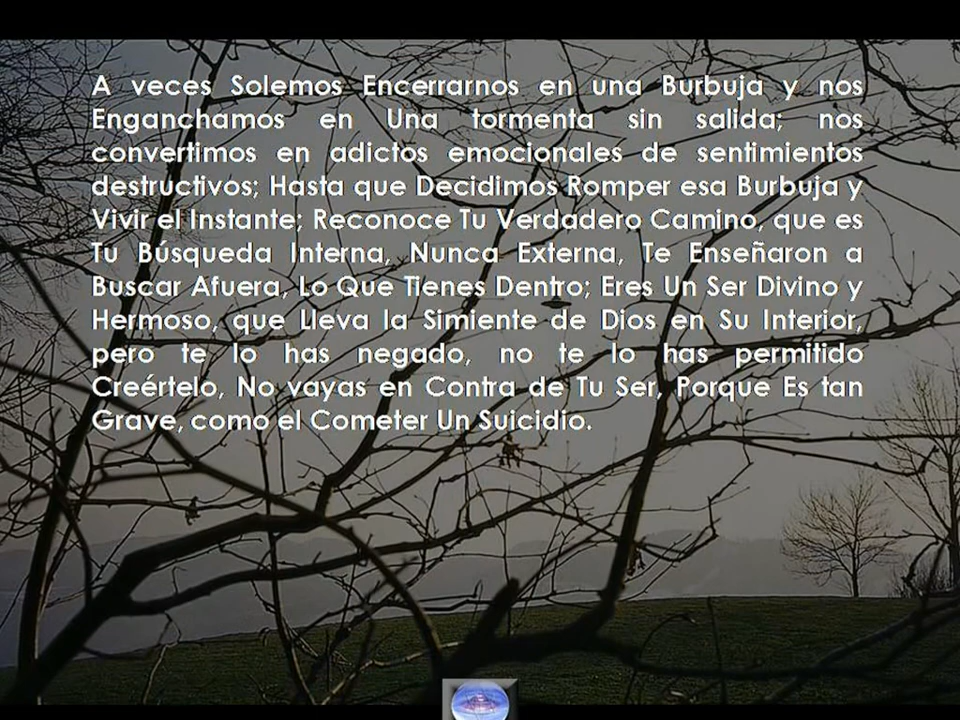 A veces Solemos Encerrarnos en una Burbuja y nos
Enganchamos en Una tormenta sin salida; nos
convertimos en adictos emocionales de sentimientos
destructivos; Hasta que Decidimos Romper esa Burbuja y
Vivir el Instante; Reconoce Tu Verdadero Camino, que es
Tu Búsqueda Interna, Nunca Externa, Te Enseñaron a
Buscar Afuera, Lo Que Tienes Dentro; Eres Un Ser Divino y
Hermoso, que Lleva la Simiente de Dios en Su Interior,
pero te lo has negado, no te lo has permitido
Creértelo, No vayas en Contra de Tu Ser, Porque Es tan
Grave, como el Cometer Un Suicidio.